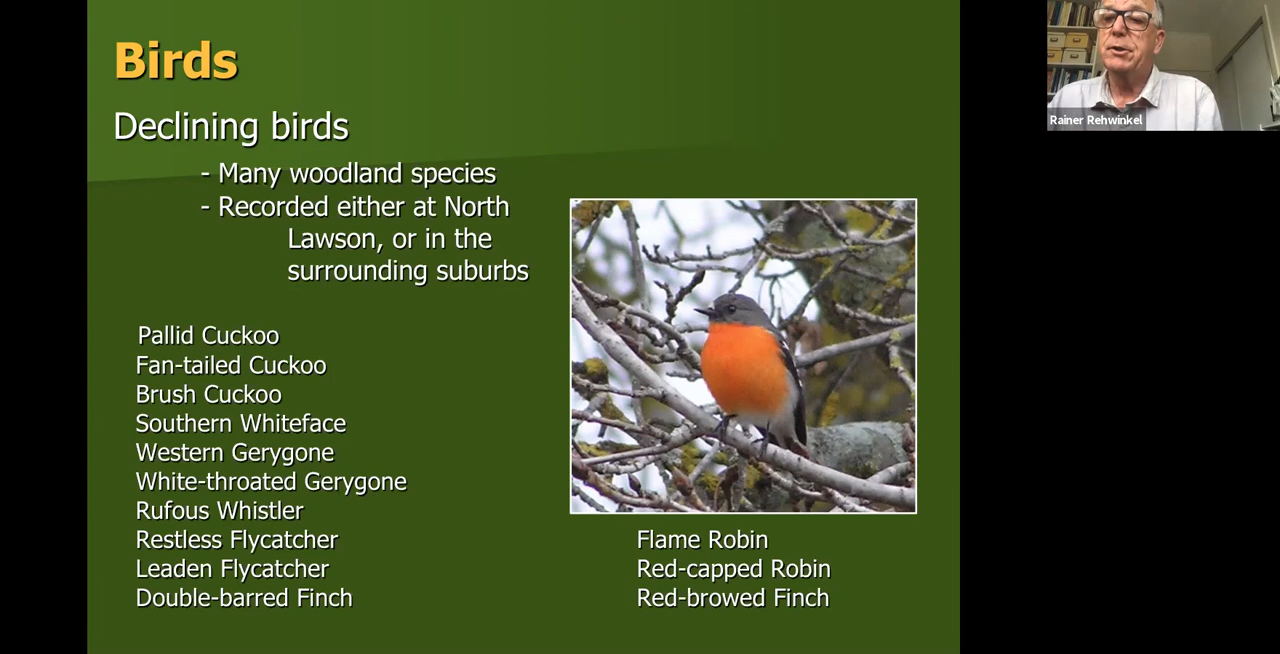 Birds
Declining birds
- Many woodland species
- Recorded either at North
Lawson, or in the
surrounding suburbs
Pallid Cuckoo
Fan-tailed Cuckoo
Brush Cuckoo
Southern Whiteface
Western Gerygone
White-throated Gerygone
Rufous Whistler
Restless Flycatcher
Leaden Flycatcher
Double-barred Finch
Flame Robin
Red-capped Robin
Red-browed Finch
Rainer Rehwinkel